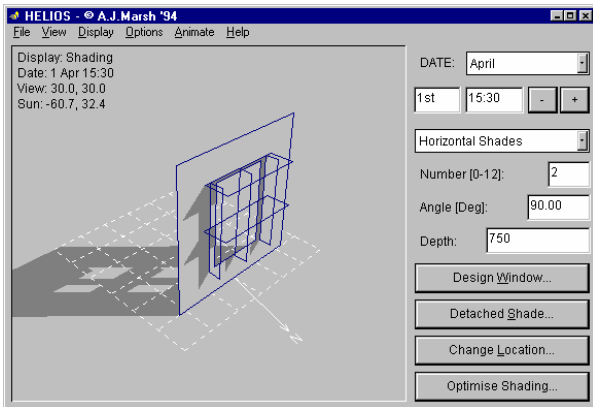 HELIOS - © A.J.Marsh '94
File View Display Options Animate Help
Display: Shading
Date: 1 Apr 15:30
View: 30.0, 30.0
Sun: -60.7, 32.4
N
DATE: April
1st 15:30 - +
Horizontal Shades
Number [0-12]: 2
Angle [Deg]: 90.00
Depth: 750
Design Window...
Detached Shade...
Change Location...
Optimise Shading...